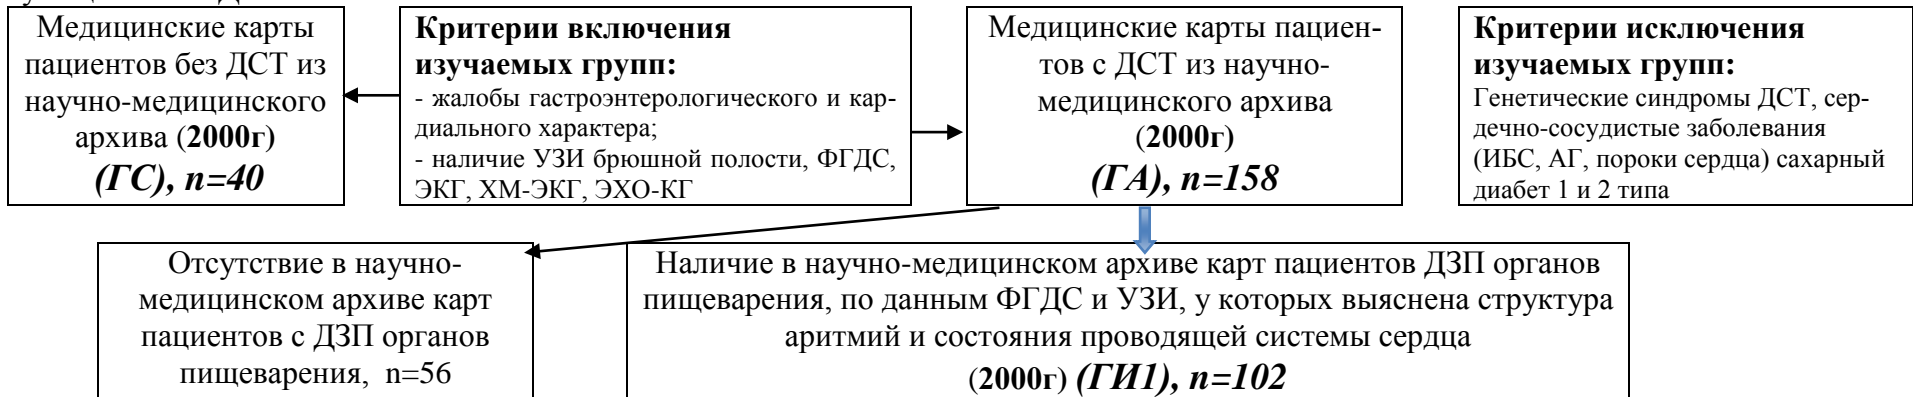 Медицинские карты
пациентов без ДСТ из
научно-медицинского
архива (2000г)
(ГС), n=40
Критерии включения
изучаемых групп:
- жалобы гастроэнтерологического и кар-
диального характера;
- наличие УЗИ брюшной полости, ФГДС,
ЭКГ, ХМ-ЭКГ, ЭХО-КГ
Медицинские карты пациен-
тов с ДСТ из научно-
медицинского архива
(2000г)
(ГА), n=158
Критерии исключения
изучаемых групп:
Генетические синдромы ДСТ, сер-
дечно-сосудистые заболевания
(ИБС, АГ, пороки сердца) сахарный
диабет 1 и 2 типа
Отсутствие в научно-
медицинском архиве карт
пациентов с ДЗП органов
пищеварения, n=56
Наличие в научно-медицинском архиве карт пациентов ДЗП органов
пищеварения, по данным ФГДС и УЗИ, у которых выяснена структура
аритмий и состояния проводящей системы сердца
(2000г) (ГИ1), n=102